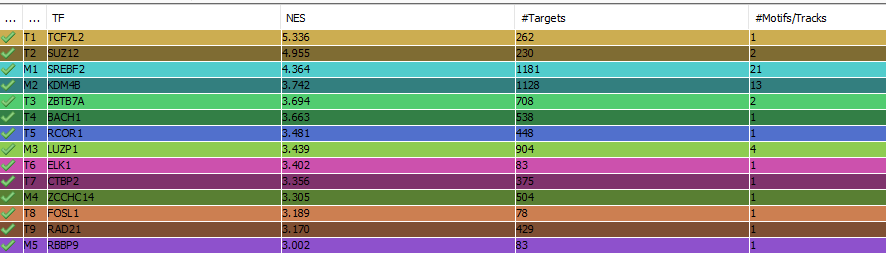 ... ... TF NES #Targets #Motifs/Tracks
T1 TCF7L2 5.336 262 1
T2 SUZ12 4.955 230 2
M1 SREBF2 4.364 1181 21
M2 KDM4B 3.742 1128 13
T3 ZBTB7A 3.694 708 2
T4 BACH1 3.663 538 1
T5 RCOR1 3.481 448 1
M3 LUZP1 3.439 904 4
T6 ELK1 3.402 83 1
T7 CTBP2 3.356 375 1
M4 ZCCHC14 3.305 504 1
T8 FOSL1 3.189 78 1
T9 RAD21 3.170 429 1
M5 RBBP9 3.002 83 1